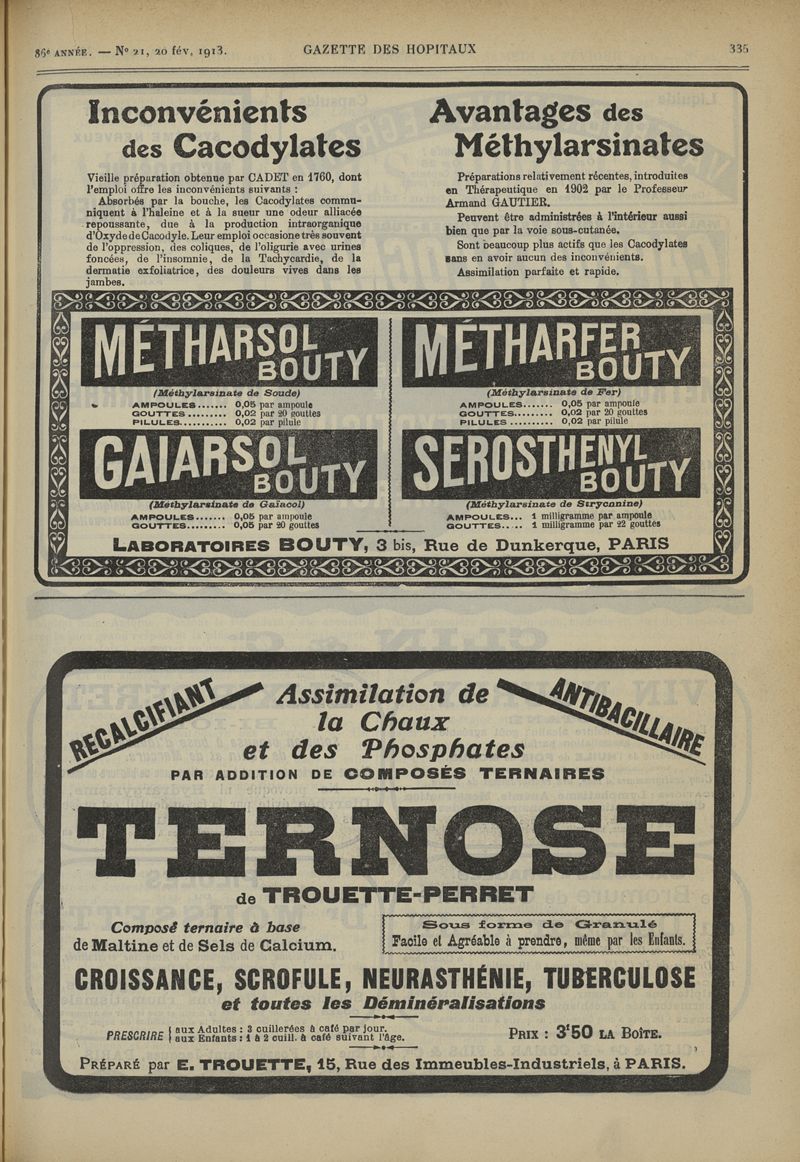 86e ANNÉE. — No 21, 20 fév. 1913.
GAZETTE DES HOPITAUX
335
Inconvénients
des Cacodylates
Vieille préparation obtenue par CADET en 1760, dont
l'emploi offre les inconvénients suivants :
Absorbés par la bouche, les Cacodylates commu-
niquent à l'haleine et à la sueur une odeur alliacée
repoussante, due à la production intraorganique
d'Oxyde de Cacodyle. Leur emploi occasione très souvent
de l'oppression, des coliques, de l'oligurie avec urines
foncées, de l'insomnie, de la Tachycardie, de la
dermatie exfoliatrice, des douleurs vives dans les
jambes.
Avantages des
Méthylarsinates
Préparations relativement récentes, introduites
en Thérapeutique en 1902 par le Professeur
Armand GAUTIER.
Peuvent être administrées à l'intérieur aussi
bien que par la voie sous-cutanée.
Sont beaucoup plus actifs que les Cacodylates
sans en avoir aucun des inconvénients.
Assimilation parfaite et rapide.
MÉTHARSOL
BOUTY
(Méthylarsinate de Soude)
AMPOULES....... 0,05 par ampoule
GOUTTES.......... 0,02 par 20 gouttes
PILULES........... 0,02 par pilule
MÉTHARFER
BOUTY
(Méthylarsinate de Fer)
AMPOULES....... 0,05 par ampoule
GOUTTES.......... 0,02 par 20 gouttes
PILULES .......... 0,02 par pilule
GAIARSOL
BOUTY
(Méthylarsinate de Gaïacol)
AMPOULES....... 0,05 par ampoule
GOUTTES......... 0,05 par 20 gouttes
SEROSTHENYL
BOUTY
(Méthylarsinate de Strychnine)
AMPOULES... 1 milligramme par ampoule
GOUTTES..... 1 milligramme par 22 gouttes
LABORATOIRES BOUTY, 3 bis, Rue de Dunkerque, PARIS
RECALCIFIANT
ANTIBACILLAIRE
Assimilation de
la Chaux
et des Phosphates
PAR ADDITION DE COMPOSÉS TERNAIRES
TERNOSE
de TROUETTE-PERRET
Composé ternaire à base
de Maltine et de Sels de Calcium.
Sous forme de Granulé
Facile et Agréable à prendre, même par les Enfants.
CROISSANCE, SCROFULE, NEURASTHÉNIE, TUBERCULOSE
et toutes les Déminéralisations
PRESCRIRE
aux Adultes : 3 cuillerées à café par jour.
aux Enfants : 1 à 2 cuill. à café suivant l'âge.
PRIX : 3f50 LA BOÎTE.
PRÉPARÉ par E. TROUETTE, 15, Rue des Immeubles-Industriels, à PARIS.